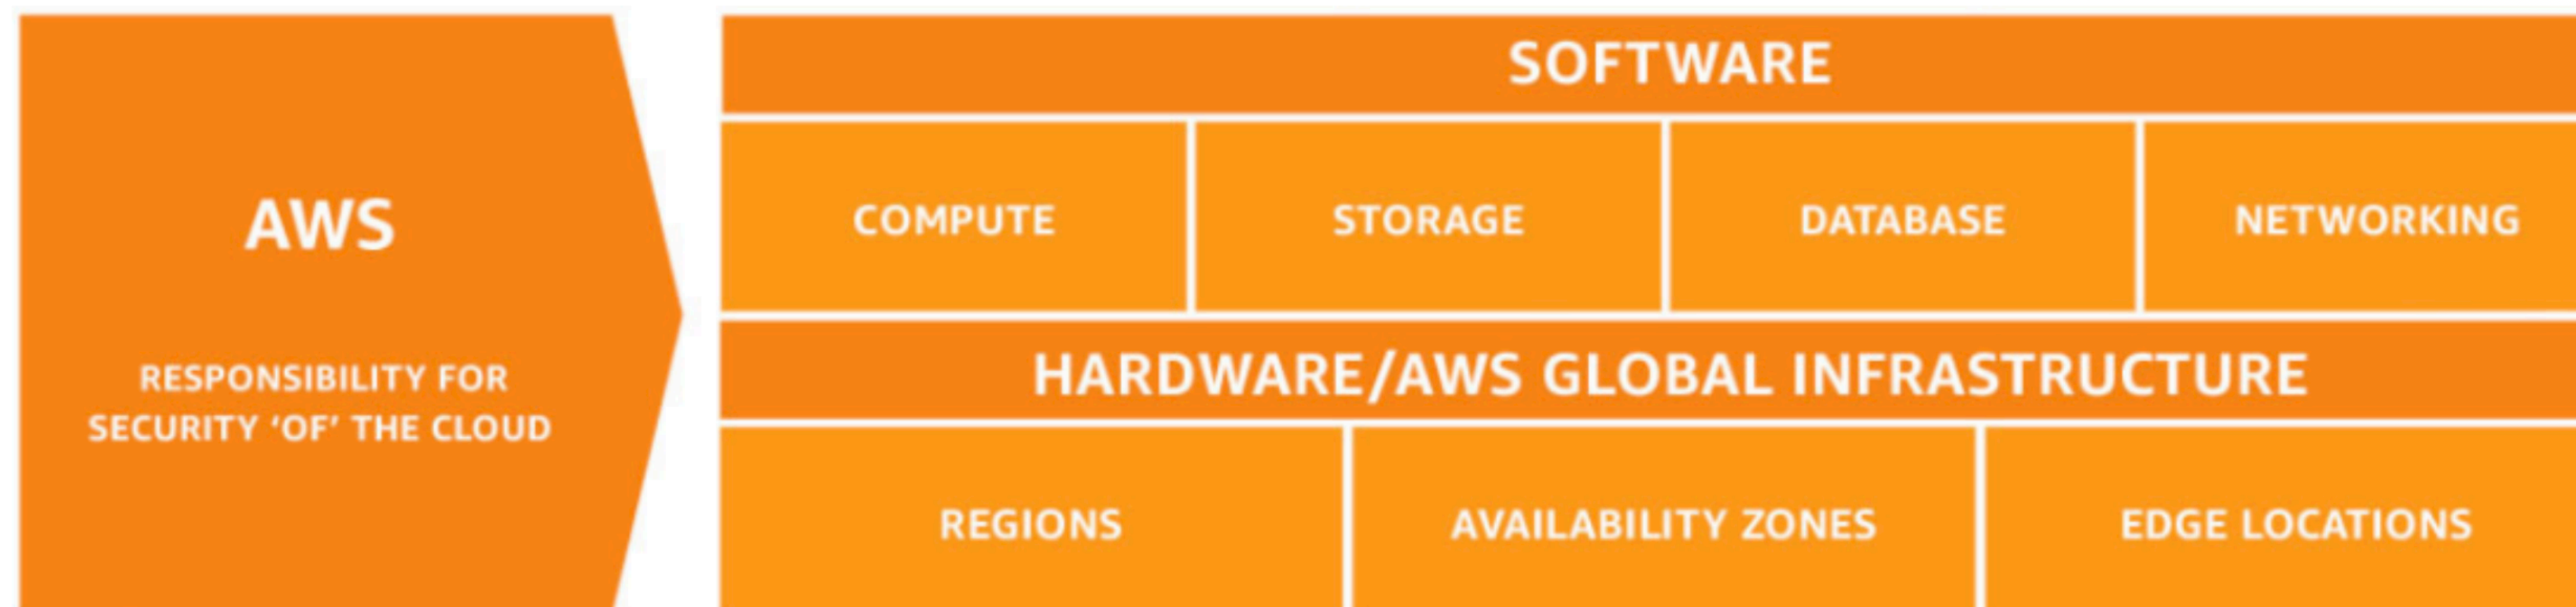 AWS
RESPONSIBILITY FOR
SECURITY ‘OF’ THE CLOUD
SOFTWARE
COMPUTE STORAGE DATABASE NETWORKING
HARDWARE/AWS GLOBAL INFRASTRUCTURE
REGIONS AVAILABILITY ZONES EDGE LOCATIONS